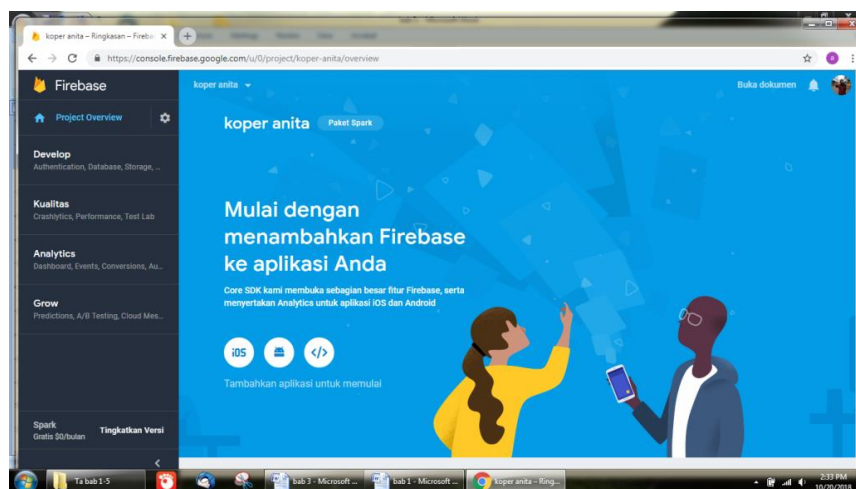 koper anita – Ringkasan – Fireba
https://console.firebase.google.com/u/0/project/koper-anita/overview
Firebase
koper anita
Buka dokumen
Project Overview
koper anita
Paket Spark
Develop
Authentication, Database, Storage, ...
Kualitas
Crashlytics, Performance, Test Lab
Analytics
Dashboard, Events, Conversions, Au...
Grow
Predictions, A/B Testing, Cloud Mes...
Mulai dengan
menambahkan Firebase
ke aplikasi Anda
Core SDK kami membuka sebagian besar fitur Firebase, serta
menyertakan Analytics untuk aplikasi iOS dan Android
iOS
</>
Tambahkan aplikasi untuk memulai
Spark
Gratis $0/bulan
Tingkatkan Versi
Ta bab 1-5
bab 3 - Microsoft ...
bab 1 - Microsoft ...
koper anita – Ring...
2:33 PM
10/20/2018